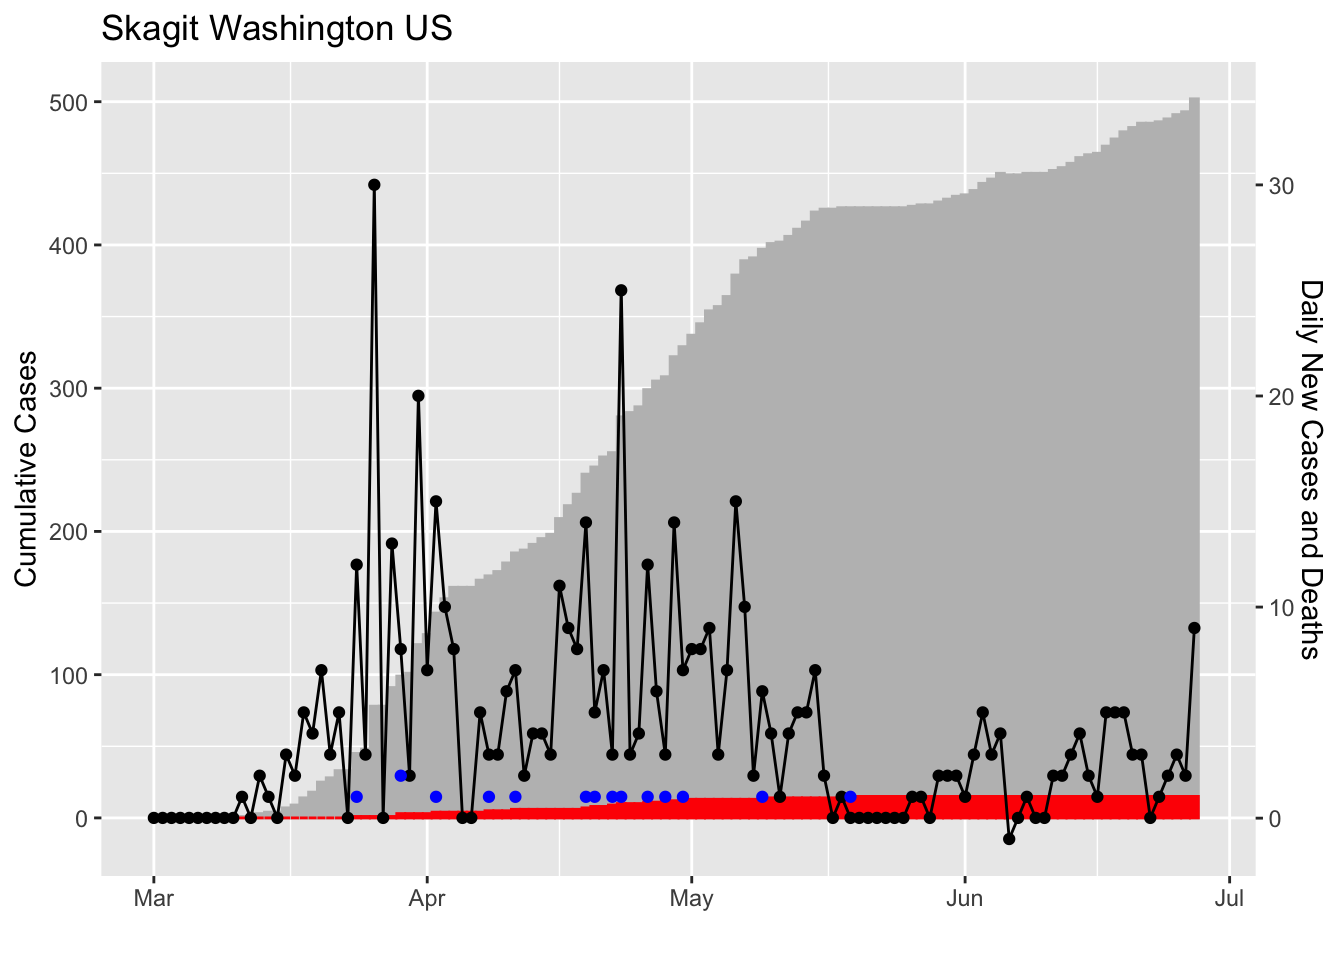 Skagit Washington US
500
400
300
200
100
0
Cumulative Cases
30
20
10
0
Daily New Cases and Deaths
Mar
Apr
May
Jun
Jul